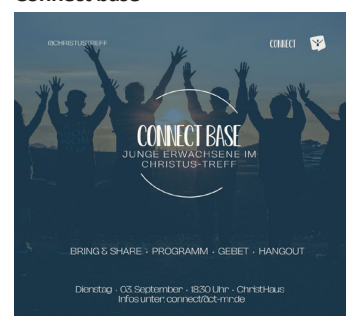 Connect base
@CHRISTUSTREFF
CONNECT
CONNECT BASE
JUNGE ERWACHSENE IM
CHRISTUS-TREFF
BRING & SHARE • PROGRAMM • GEBET • HANGOUT
Dienstag • 03. September • 18:30 Uhr • ChristHaus
Infos unter: connect@ct-mr.de